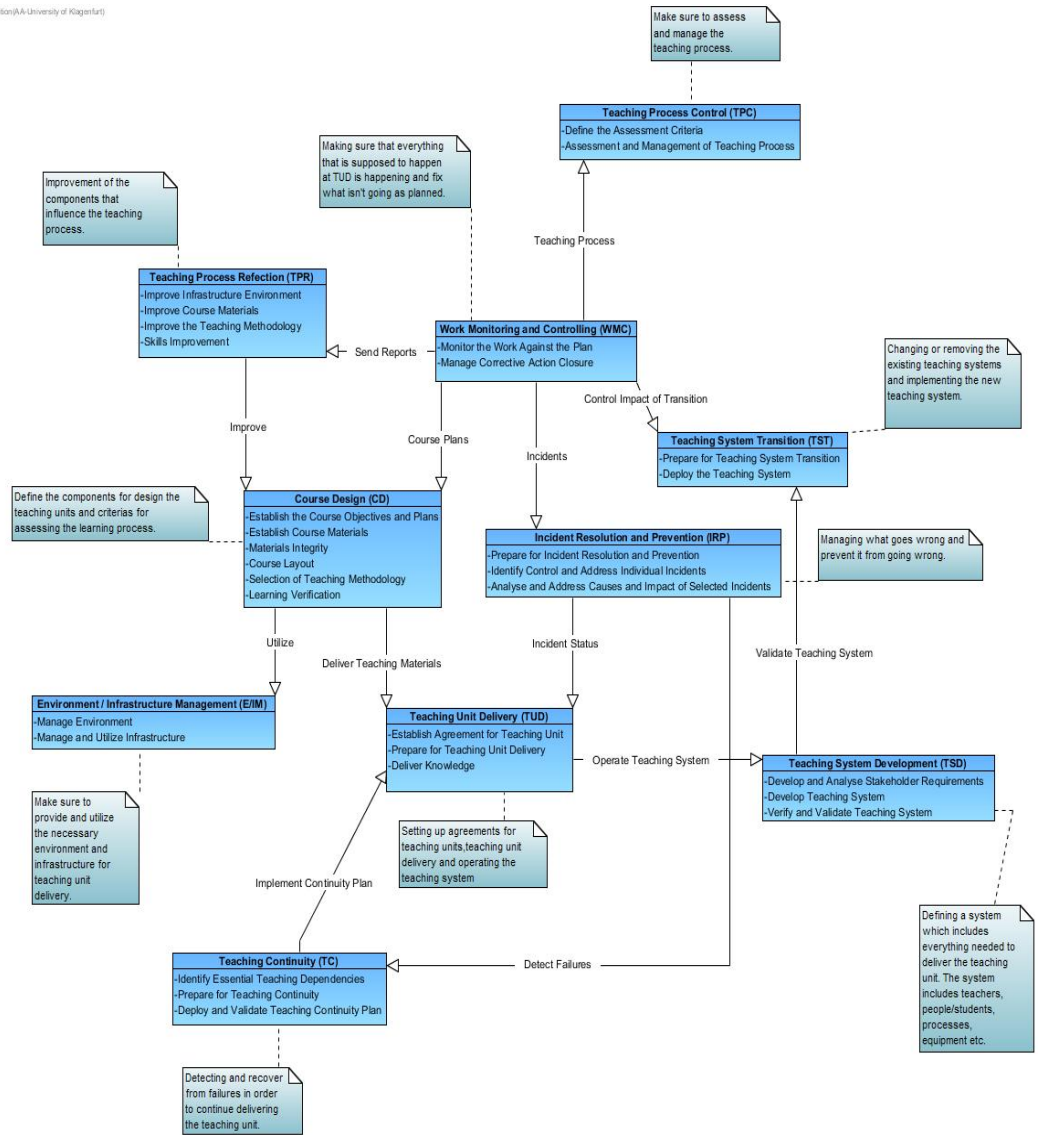 tion(AA-University of Klagenfurt)
Make sure to assess
and manage the
teaching process.
Teaching Process Control (TPC)
-Define the Assessment Criteria
-Assessment and Management of Teaching Process
Making sure that everything
that is supposed to happen
at TUD is happening and fix
what isn't going as planned.
Improvement of the
components that
influence the teaching
process.
Teaching Process
Teaching Process Refection (TPR)
-Improve Infrastructure Environment
-Improve Course Materials
-Improve the Teaching Methodology
-Skills Improvement
Work Monitoring and Controlling (WMC)
-Monitor the Work Against the Plan
-Manage Corrective Action Closure
Send Reports
Changing or removing the
existing teaching systems
and implementing the new
teaching system.
Control Impact of Transition
Improve
Course Plans
Incidents
Teaching System Transition (TST)
-Prepare for Teaching System Transition
-Deploy the Teaching System
Define the components for design the
teaching units and criterias for
assessing the learning process.
Course Design (CD)
-Establish the Course Objectives and Plans
-Establish Course Materials
-Materials Integrity
-Course Layout
-Selection of Teaching Methodology
-Learning Verification
Incident Resolution and Prevention (IRP)
-Prepare for Incident Resolution and Prevention
-Identify Control and Address Individual Incidents
-Analyse and Address Causes and Impact of Selected Incidents
Managing what goes wrong and
prevent it from going wrong.
Utilize
Deliver Teaching Materials
Incident Status
Validate Teaching System
Environment / Infrastructure Management (E/IM)
-Manage Environment
-Manage and Utilize Infrastructure
Teaching Unit Delivery (TUD)
-Establish Agreement for Teaching Unit
-Prepare for Teaching Unit Delivery
-Deliver Knowledge
Operate Teaching System
Teaching System Development (TSD)
-Develop and Analyse Stakeholder Requirements
-Develop Teaching System
-Verify and Validate Teaching System
Make sure to
provide and utilize
the necessary
environment and
infrastructure for
teaching unit
delivery.
Setting up agreements for
teaching units,teaching unit
delivery and operating the
teaching system
Implement Continuity Plan
Defining a system
which includes
everything needed to
deliver the teaching
unit. The system
includes teachers,
people/students,
processes,
equipment etc.
Teaching Continuity (TC)
-Identify Essential Teaching Dependencies
-Prepare for Teaching Continuity
-Deploy and Validate Teaching Continuity Plan
Detect Failures
Detecting and recover
from failures in order
to continue delivering
the teaching unit.